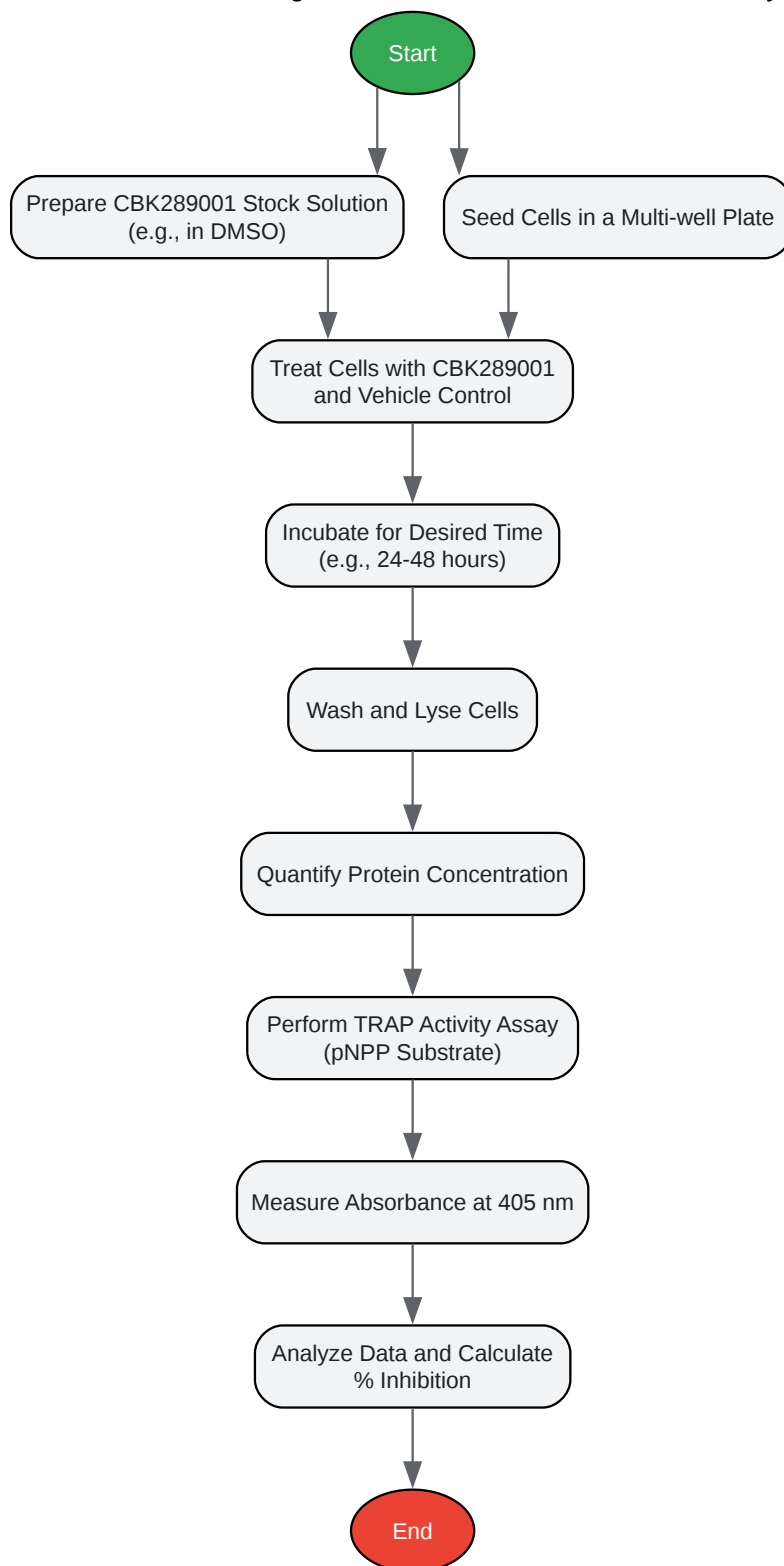 Start
Prepare CBK289001 Stock Solution
(e.g., in DMSO)
Seed Cells in a Multi-well Plate
Treat Cells with CBK289001
and Vehicle Control
Incubate for Desired Time
(e.g., 24-48 hours)
Wash and Lyse Cells
Quantify Protein Concentration
Perform TRAP Activity Assay
(pNPP Substrate)
Measure Absorbance at 405 nm
Analyze Data and Calculate
% Inhibition
End